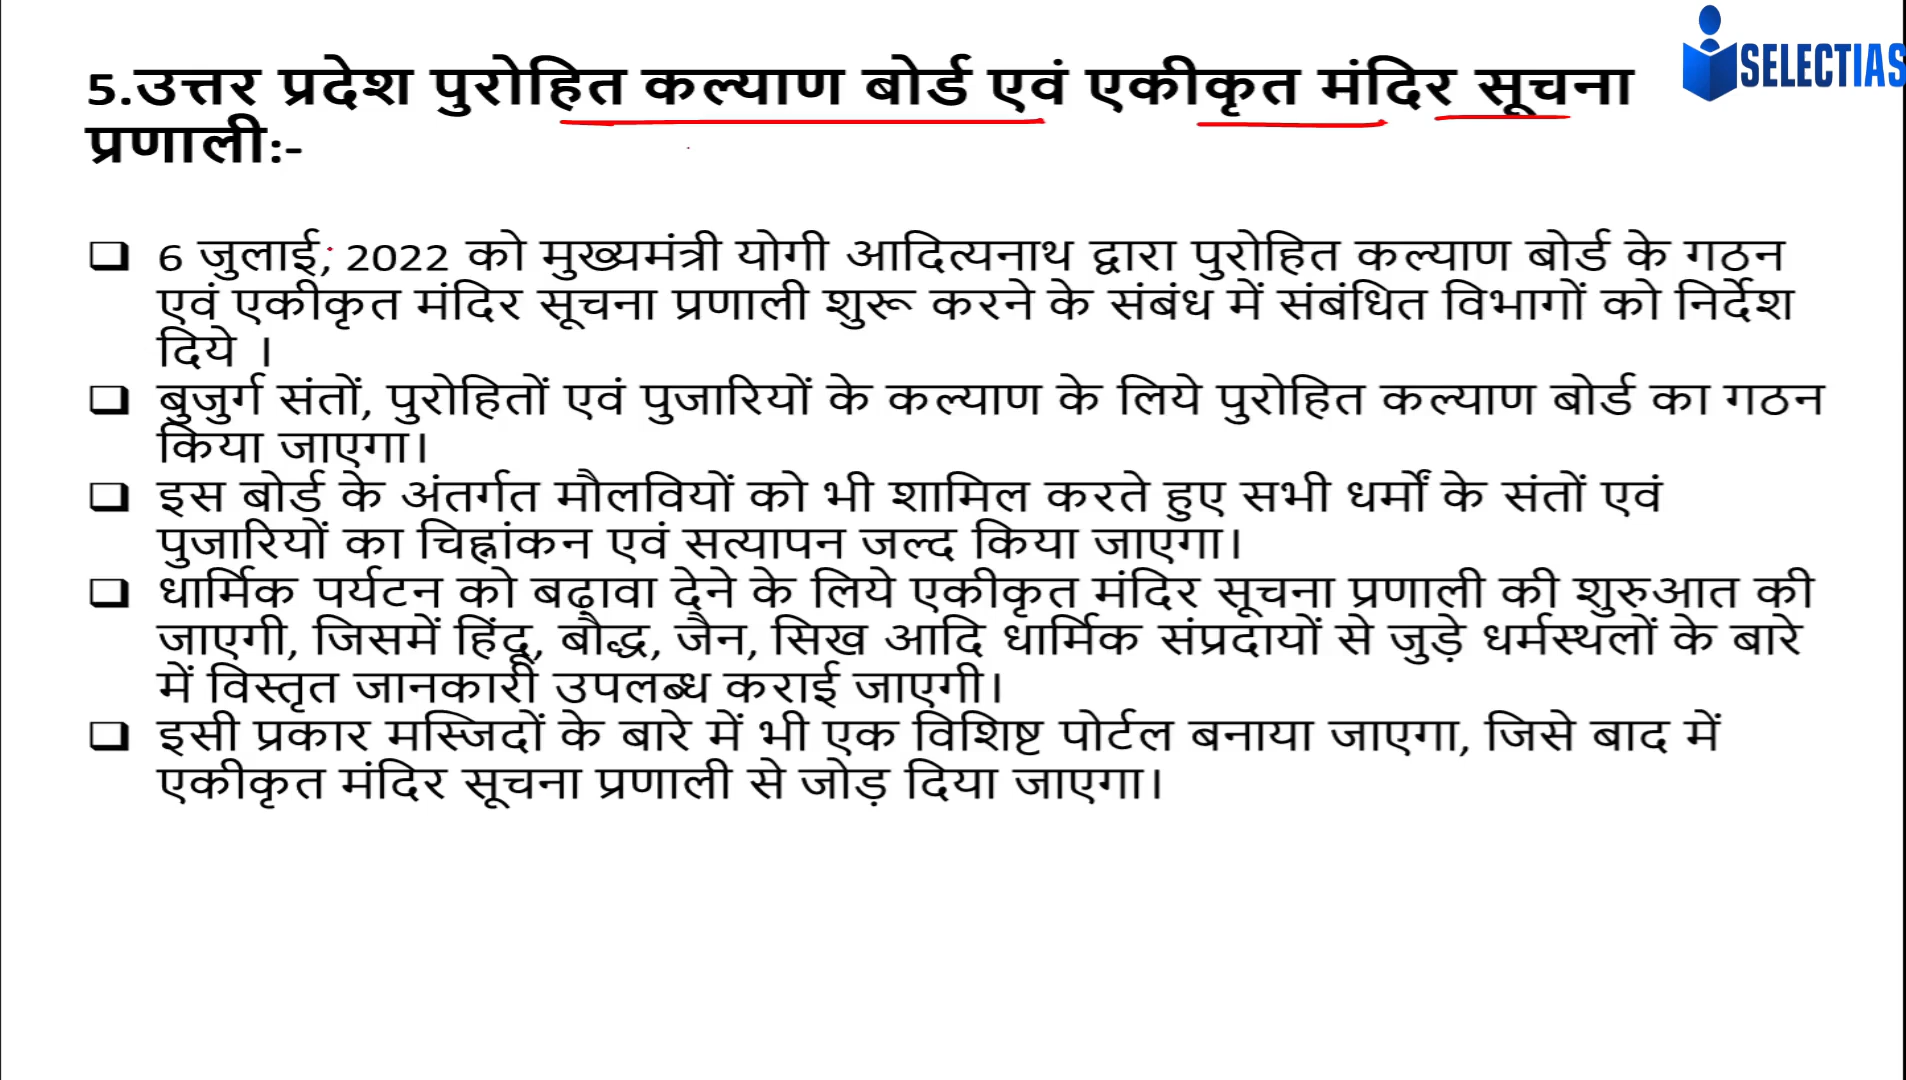 SELECTIAS
5.उत्तर प्रदेश पुरोहित कल्याण बोर्ड एवं एकीकृत मंदिर सूचना
प्रणाली:-
6 जुलाई, 2022 को मुख्यमंत्री योगी आदित्यनाथ द्वारा पुरोहित कल्याण बोर्ड के गठन
एवं एकीकृत मंदिर सूचना प्रणाली शुरू करने के संबंध में संबंधित विभागों को निर्देश
दिये ।
बुजुर्ग संतों, पुरोहितों एवं पुजारियों के कल्याण के लिये पुरोहित कल्याण बोर्ड का गठन
किया जाएगा।
इस बोर्ड के अंतर्गत मौलवियों को भी शामिल करते हुए सभी धर्मों के संतों एवं
पुजारियों का चिह्नांकन एवं सत्यापन जल्द किया जाएगा।
धार्मिक पर्यटन को बढ़ावा देने के लिये एकीकृत मंदिर सूचना प्रणाली की शुरुआत की
जाएगी, जिसमें हिंदू, बौद्ध, जैन, सिख आदि धार्मिक संप्रदायों से जुड़े धर्मस्थलों के बारे
में विस्तृत जानकारी उपलब्ध कराई जाएगी।
इसी प्रकार मस्जिदों के बारे में भी एक विशिष्ट पोर्टल बनाया जाएगा, जिसे बाद में
एकीकृत मंदिर सूचना प्रणाली से जोड़ दिया जाएगा।